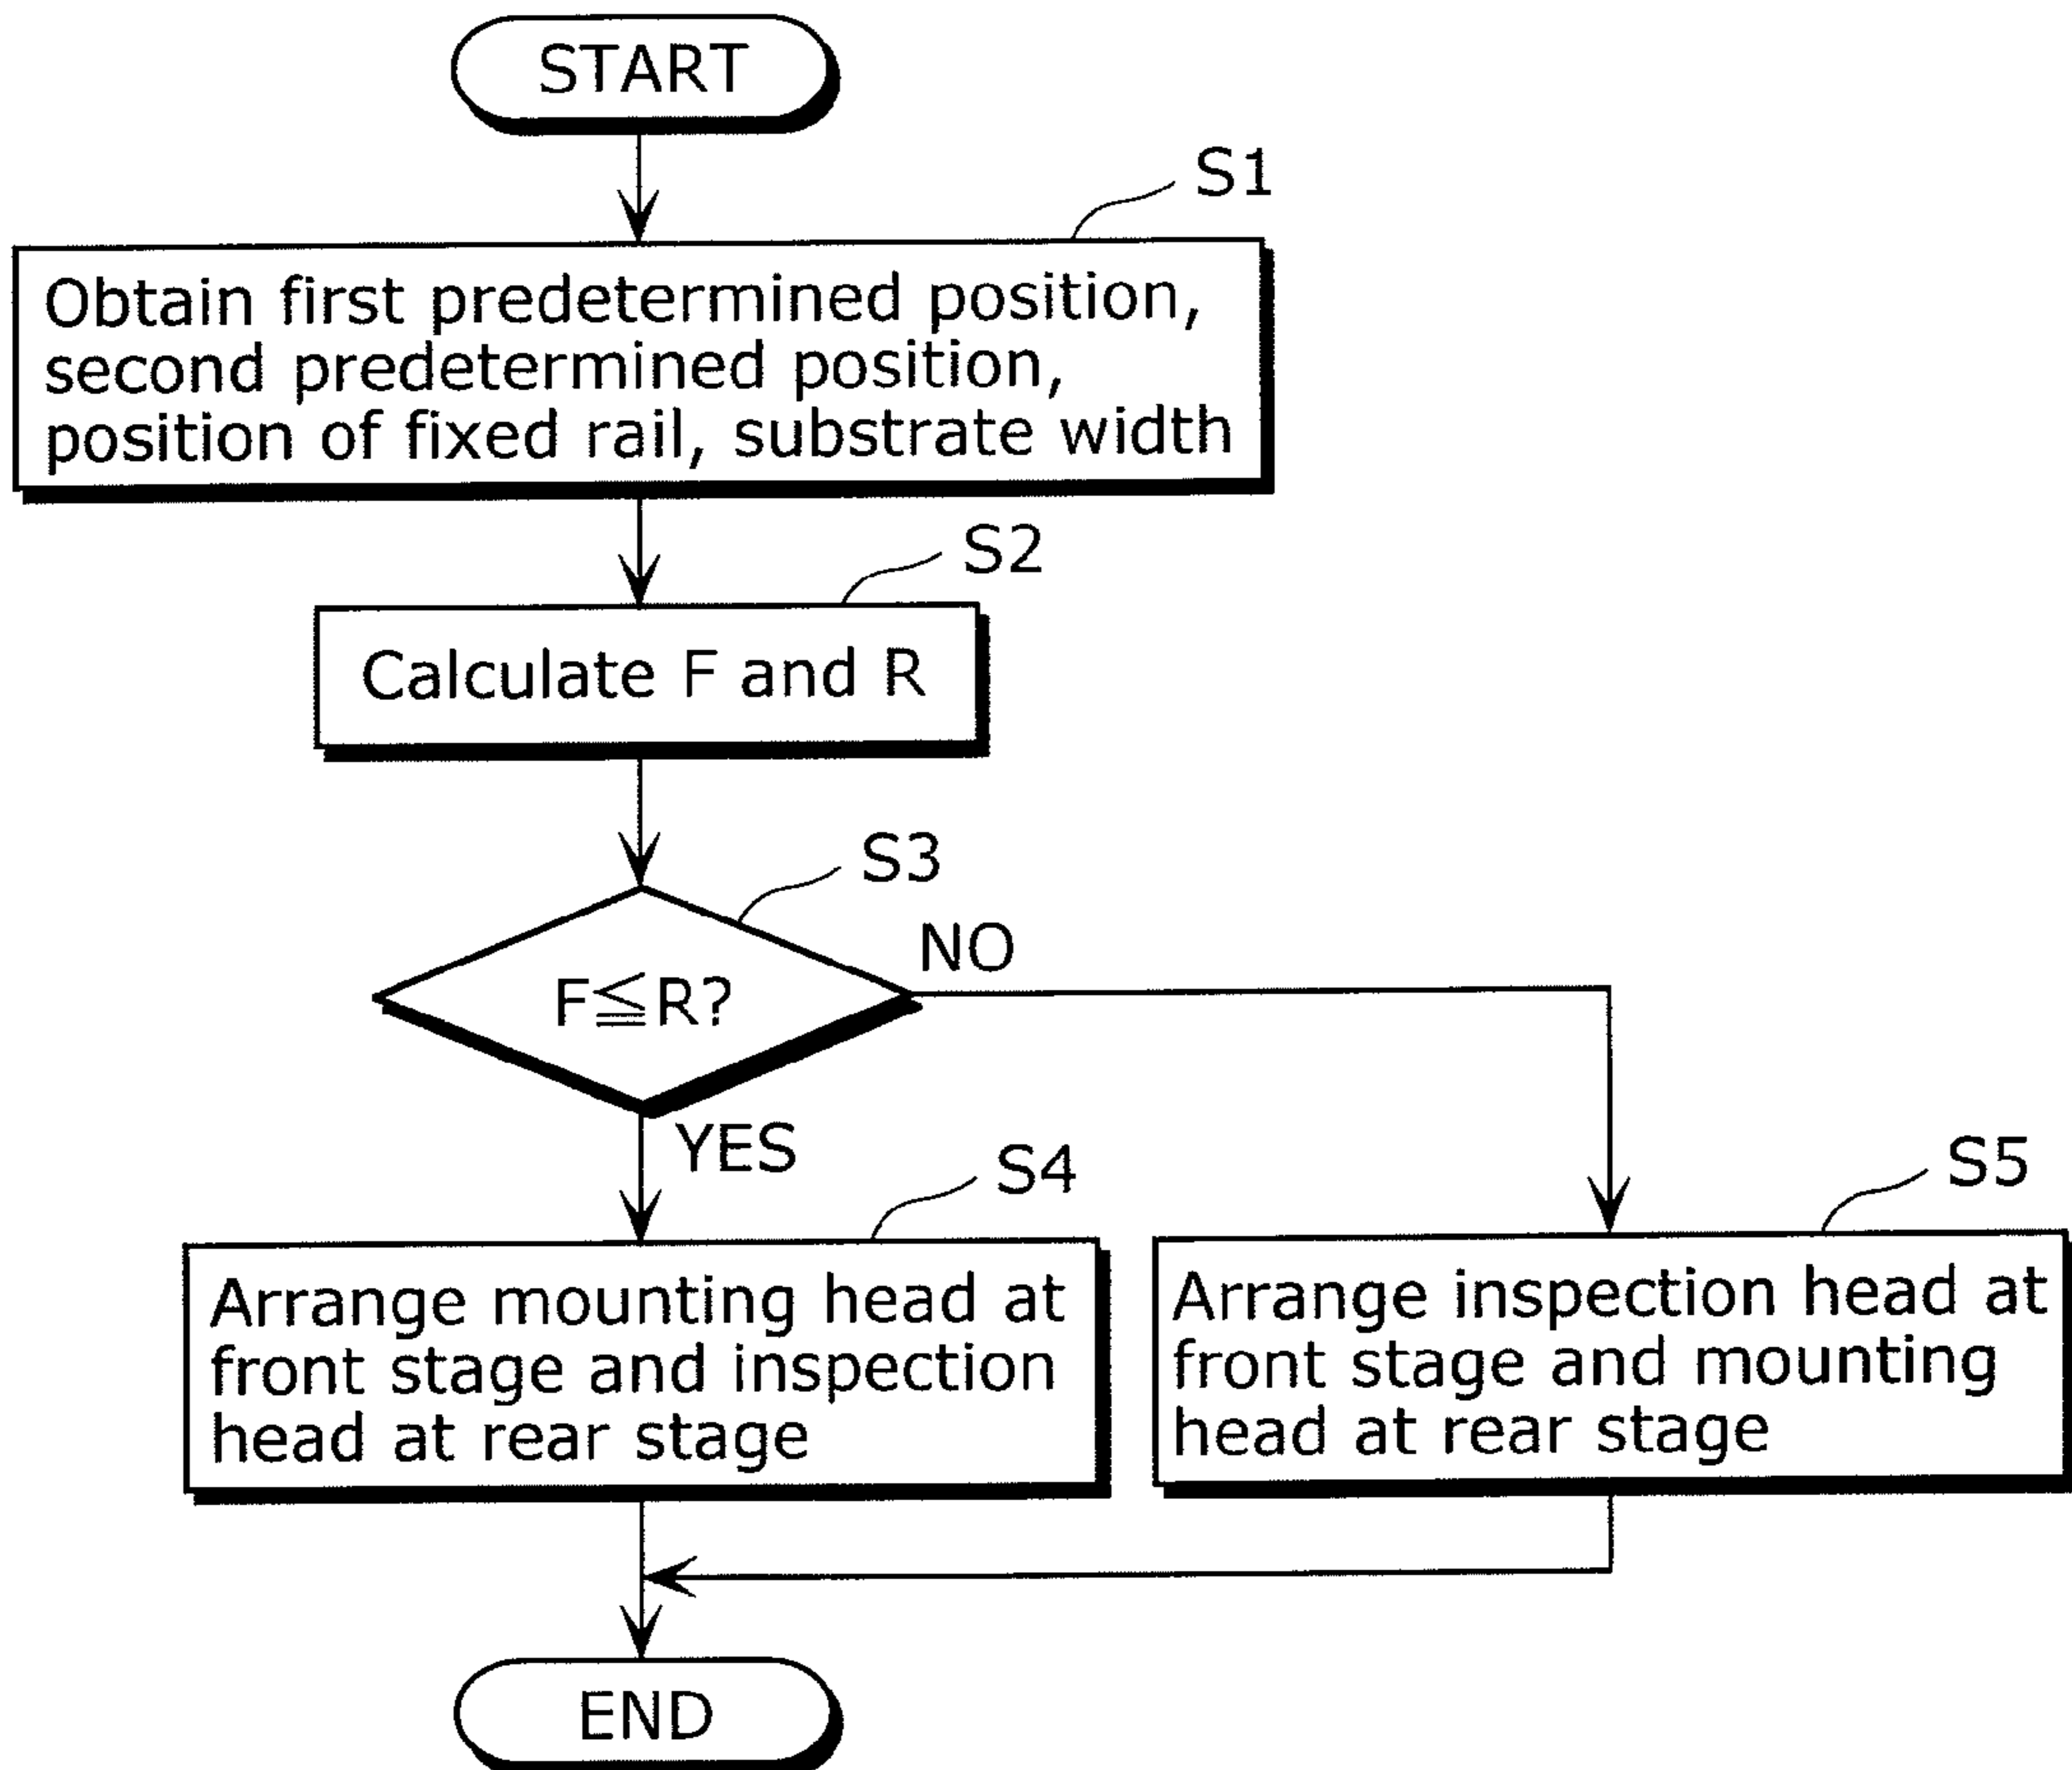 START
S1
Obtain first predetermined position,
second predetermined position,
position of fixed rail, substrate width
S2
Calculate F and R
S3
F≦R?
NO
YES
S4
Arrange mounting head at
front stage and inspection
head at rear stage
S5
Arrange inspection head at
front stage and mounting
head at rear stage
END